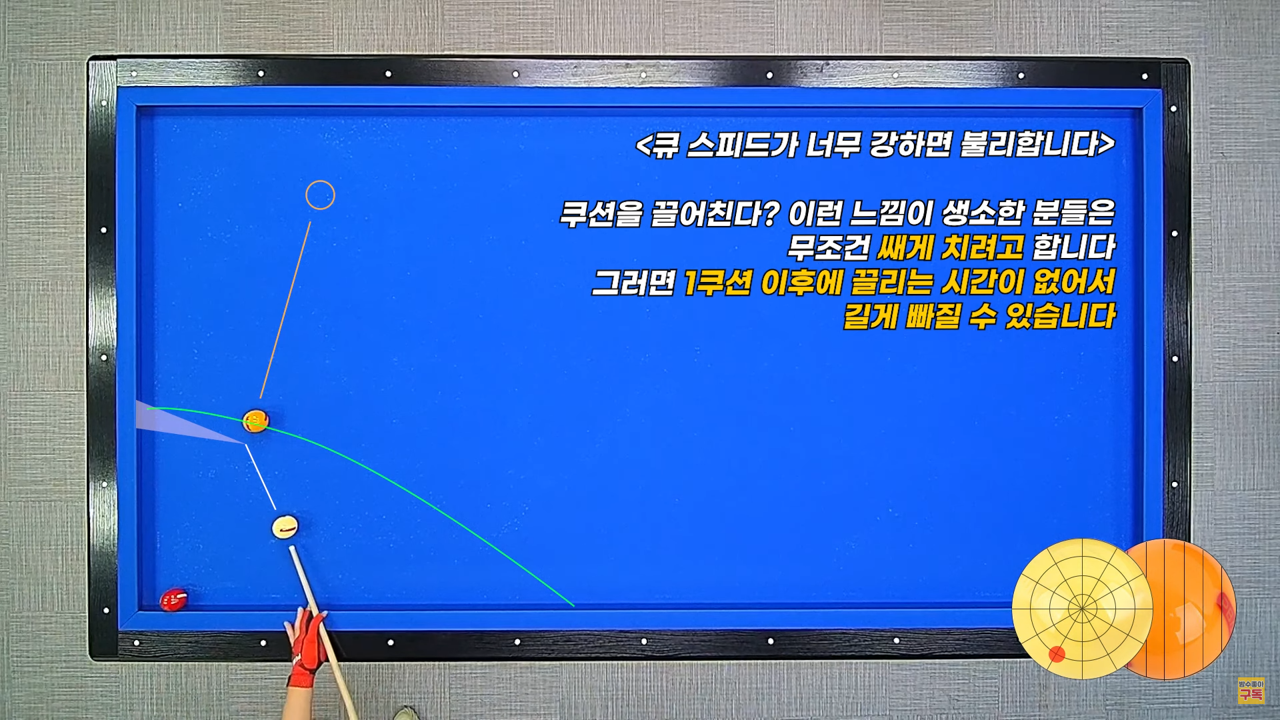 <큐 스피드가 너무 강하면 불리합니다>
쿠션을 끌어친다? 이런 느낌이 생소한 분들은
무조건 쌔게 치려고 합니다
그러면 1쿠션 이후에 끌리는 시간이 없어서
길게 빠질 수 있습니다
구독